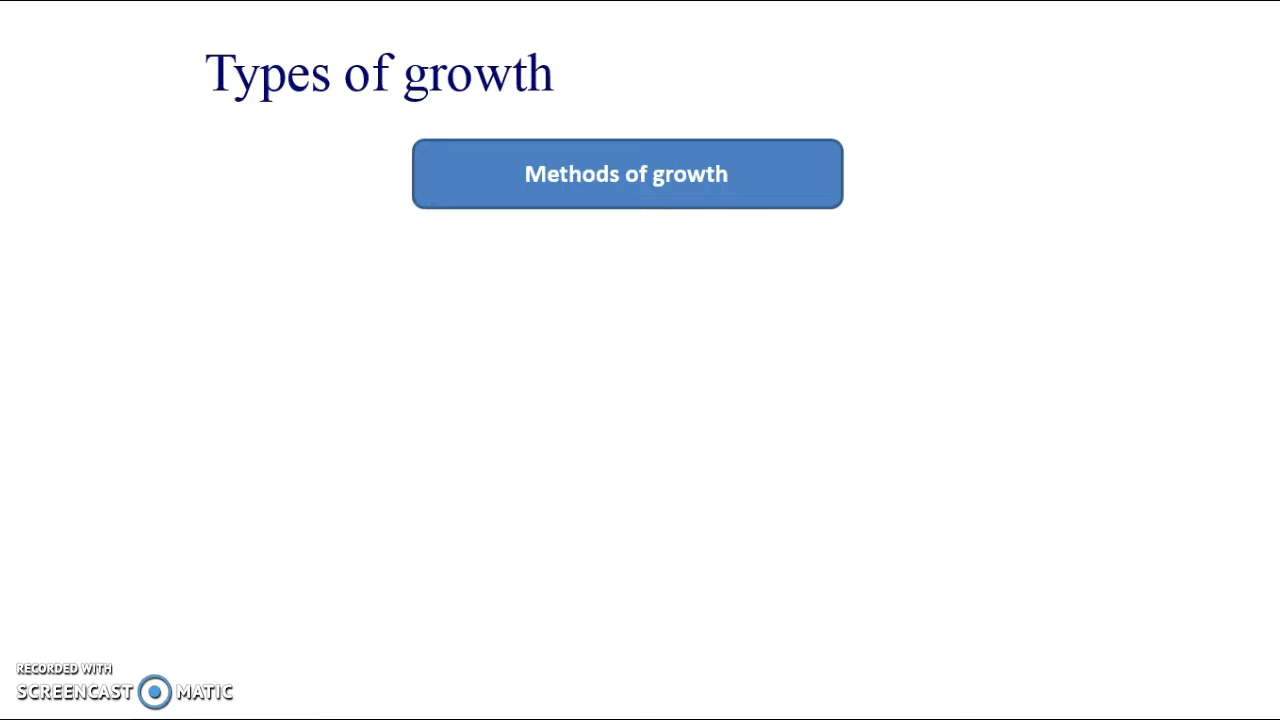 Types of growth
Methods of growth
RECORDED WITH
SCREENCAST MATIC